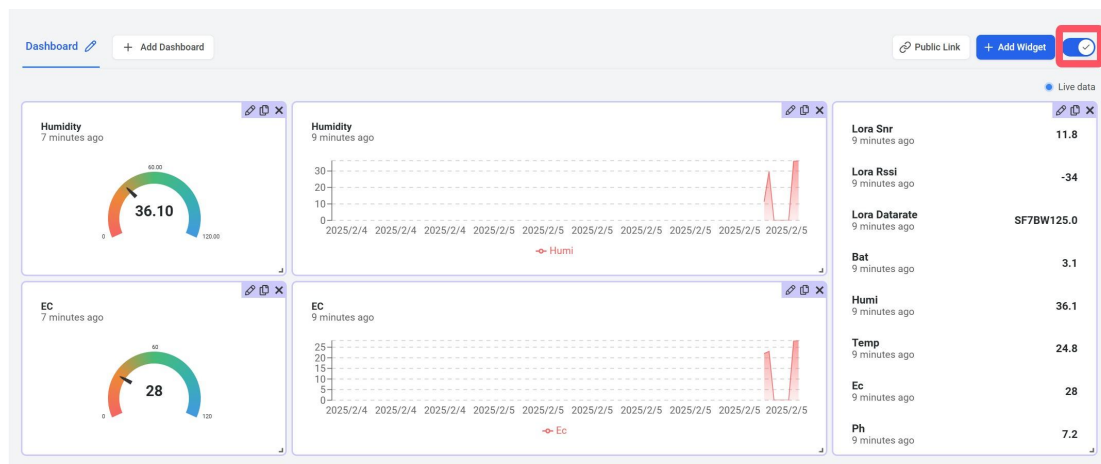 Dashboard
+ Add Dashboard
Public Link
+ Add Widget
Live data
Humidity
7 minutes ago
60.00
36.10
0
120.00
Humidity
9 minutes ago
30
20
10
0
2025/2/4 2025/2/4 2025/2/4 2025/2/5 2025/2/5 2025/2/5 2025/2/5 2025/2/5 2025/2/5 2025/2/5
Humi
Lora Snr
9 minutes ago
11.8
Lora Rssi
9 minutes ago
-34
Lora Datarate
9 minutes ago
SF7BW125.0
Bat
9 minutes ago
3.1
Humi
9 minutes ago
36.1
Temp
9 minutes ago
24.8
Ec
9 minutes ago
28
Ph
9 minutes ago
7.2
EC
7 minutes ago
60
28
0
120
EC
9 minutes ago
25
20
15
10
5
0
2025/2/4 2025/2/4 2025/2/4 2025/2/5 2025/2/5 2025/2/5 2025/2/5 2025/2/5 2025/2/5 2025/2/5
Ec